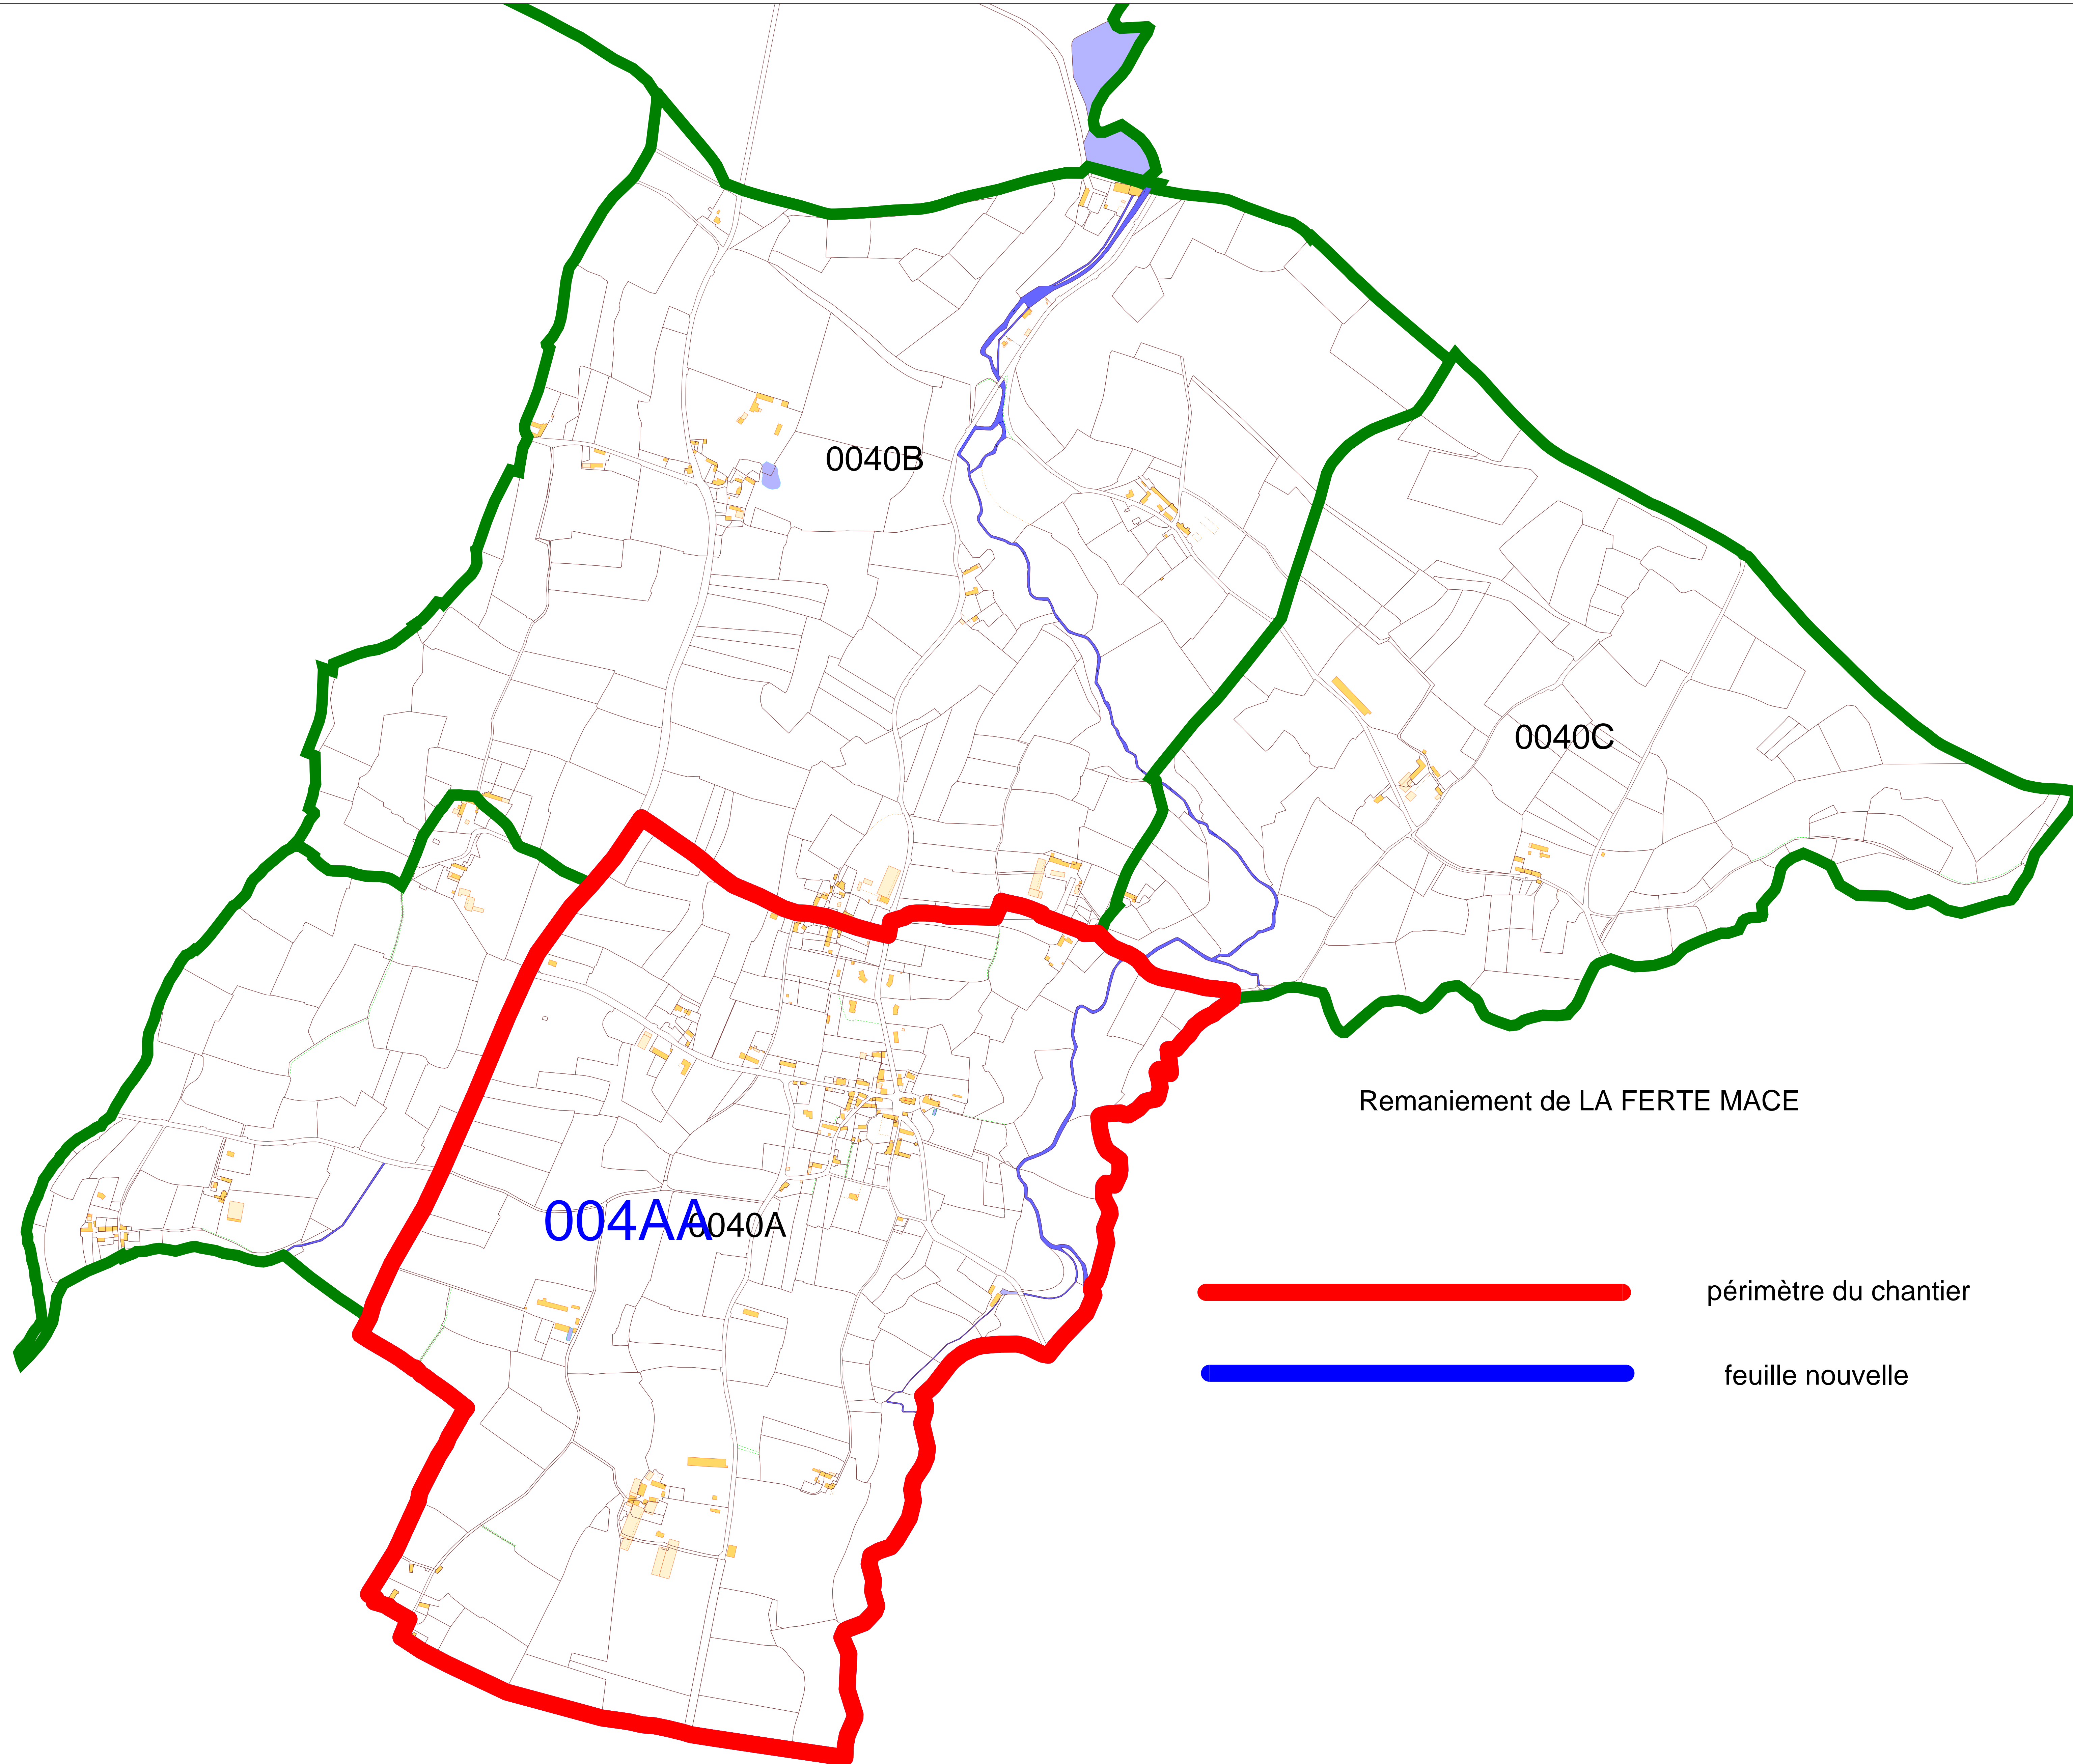 0040B
0040C
Remaniement de LA FERTE MACE
004AA
0040A
périmètre du chantier
feuille nouvelle